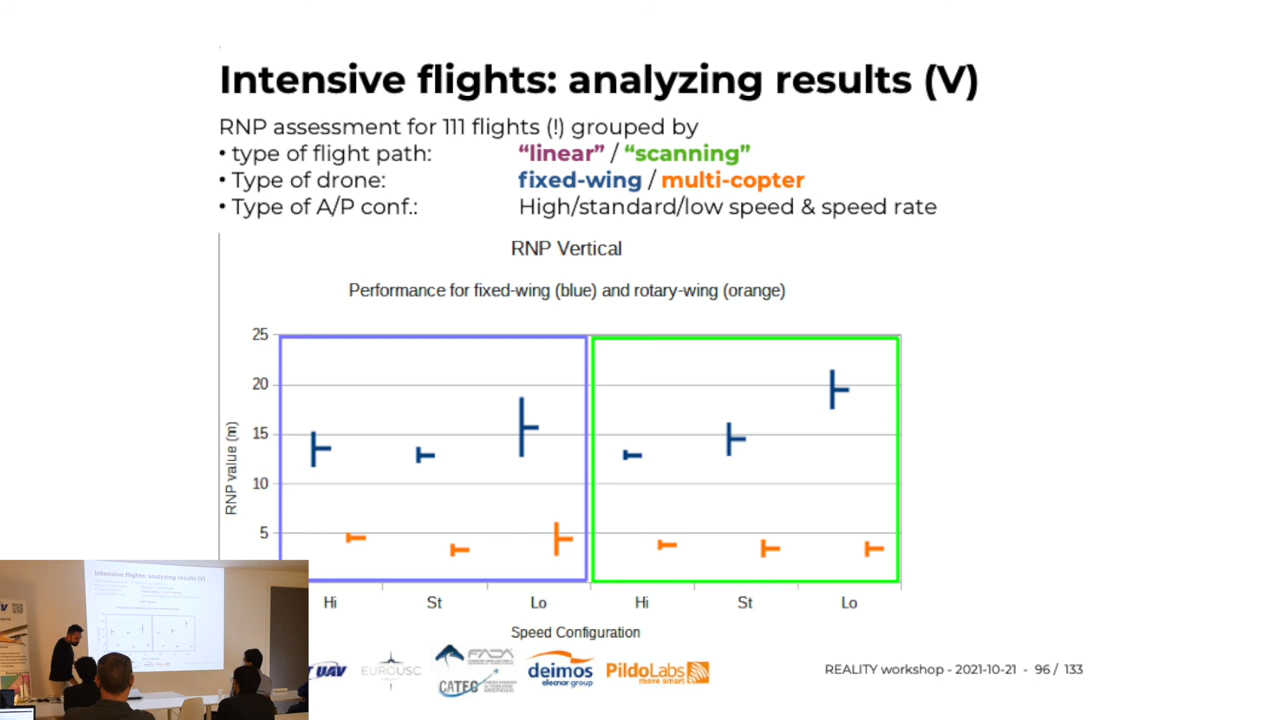 Intensive flights: analyzing results (V)
RNP assessment for 111 flights (!) grouped by
• type of flight path: “linear” / “scanning”
• Type of drone: fixed-wing / multi-copter
• Type of A/P conf.: High/standard/low speed & speed rate
RNP Vertical
Performance for fixed-wing (blue) and rotary-wing (orange)
25
20
15
10
5
RNP value (m)
Hi St Lo Hi St Lo
Speed Configuration
UAV
EUROUSC
FADA
CATEC
deimos
elecnor group
PildoLabs
move smart
REALITY workshop - 2021-10-21 - 96 / 133
Intensive flights: analyzing results (V)